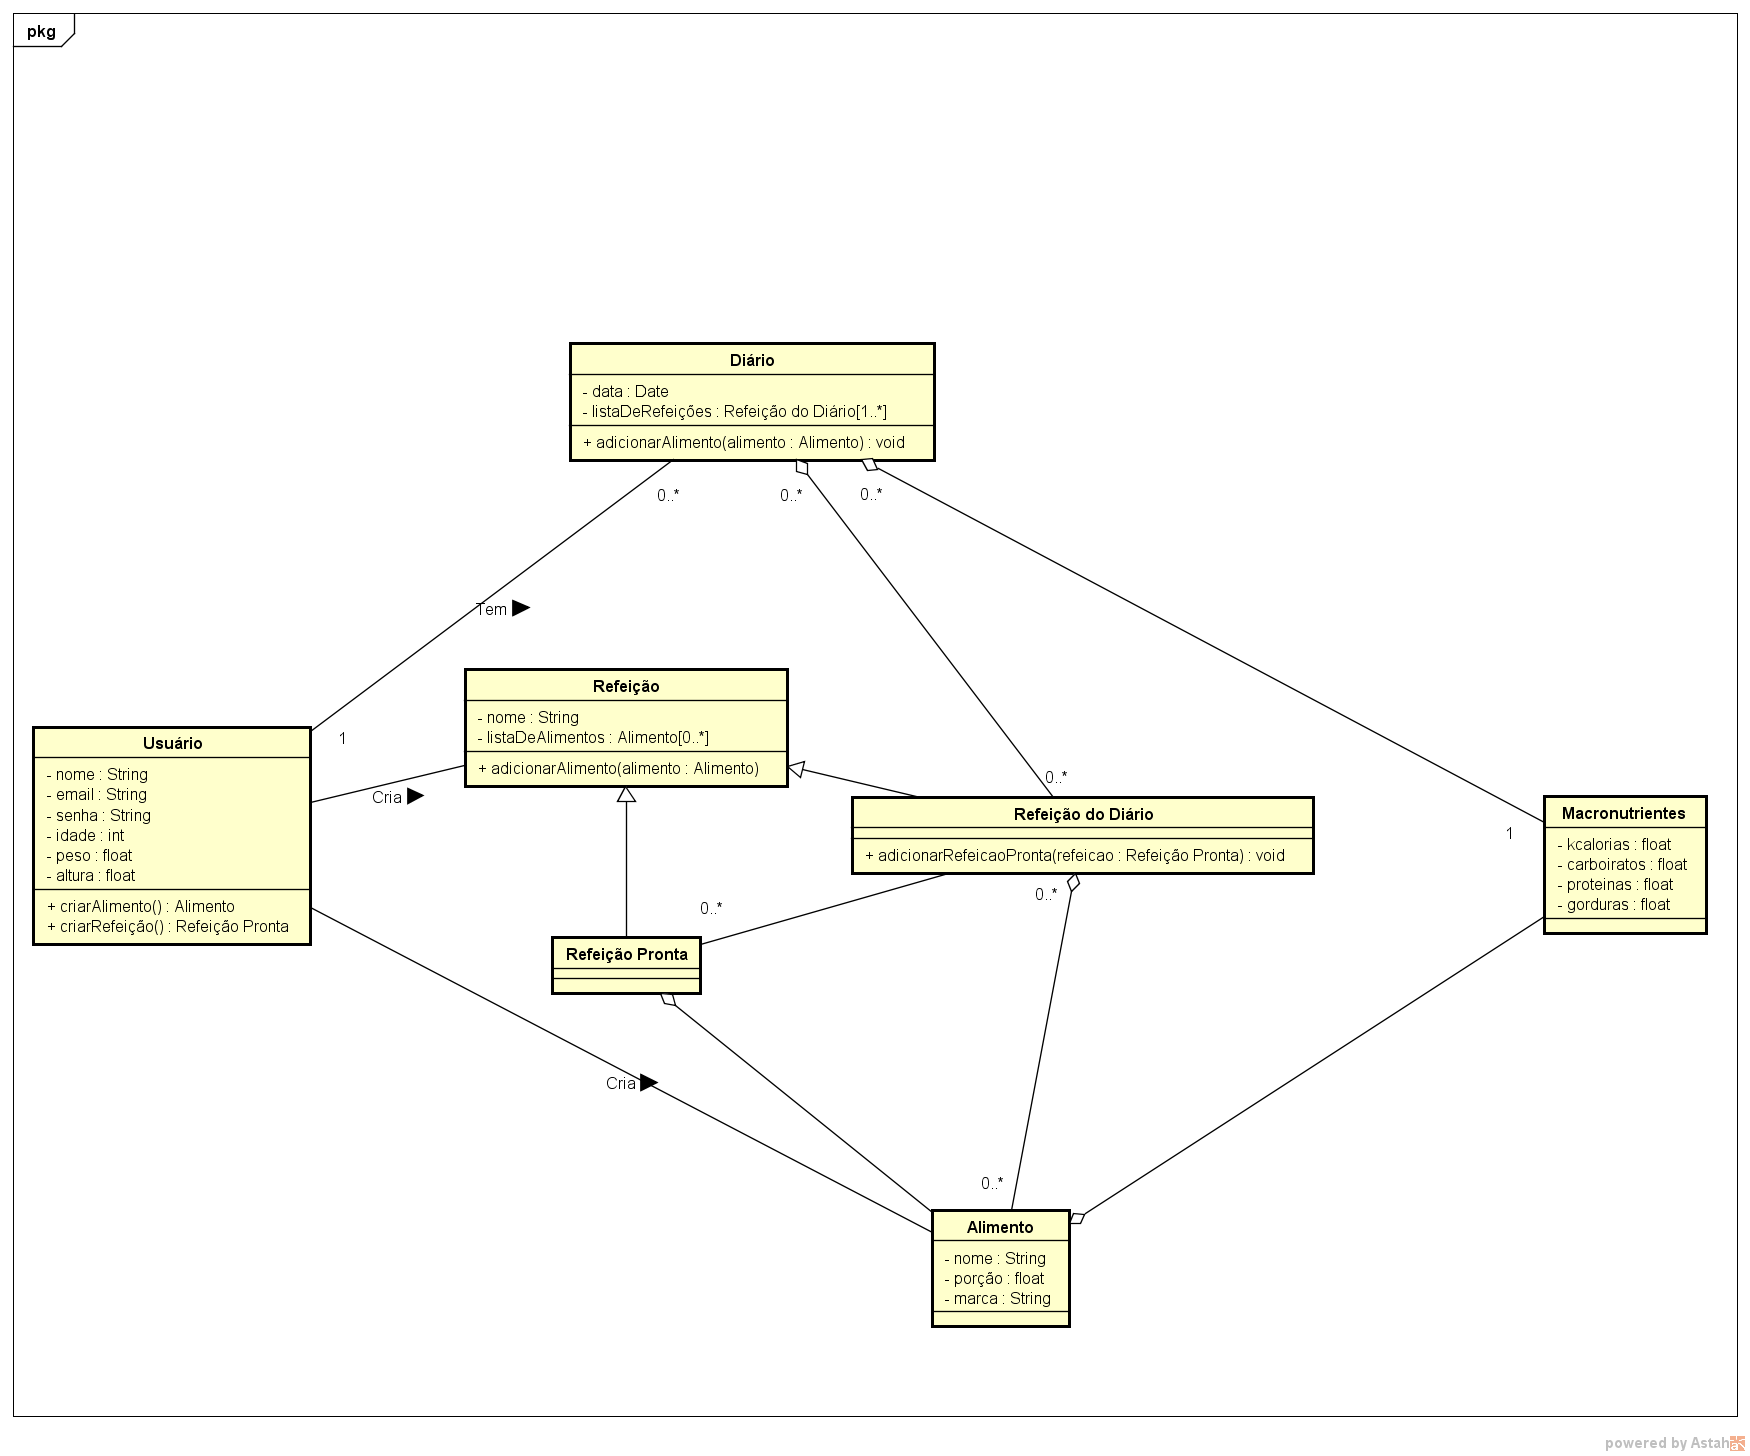 pkg
Diário
- data : Date
- listaDeRefeições : Refeição do Diário[1..*]
+ adicionarAlimento(alimento : Alimento) : void
0..*
0..*
0..*
Tem
Refeição
- nome : String
- listaDeAlimentos : Alimento[0..*]
+ adicionarAlimento(alimento : Alimento)
1
Usuário
- nome : String
- email : String
- senha : String
- idade : int
- peso : float
- altura : float
+ criarAlimento() : Alimento
+ criarRefeição() : Refeição Pronta
Cria
0..*
Refeição do Diário
+ adicionarRefeicaoPronta(refeicao : Refeição Pronta) : void
0..*
1
Macronutrientes
- kcalorias : float
- carboiratos : float
- proteinas : float
- gorduras : float
0..*
Refeição Pronta
Cria
0..*
Alimento
- nome : String
- porção : float
- marca : String
powered by Astah